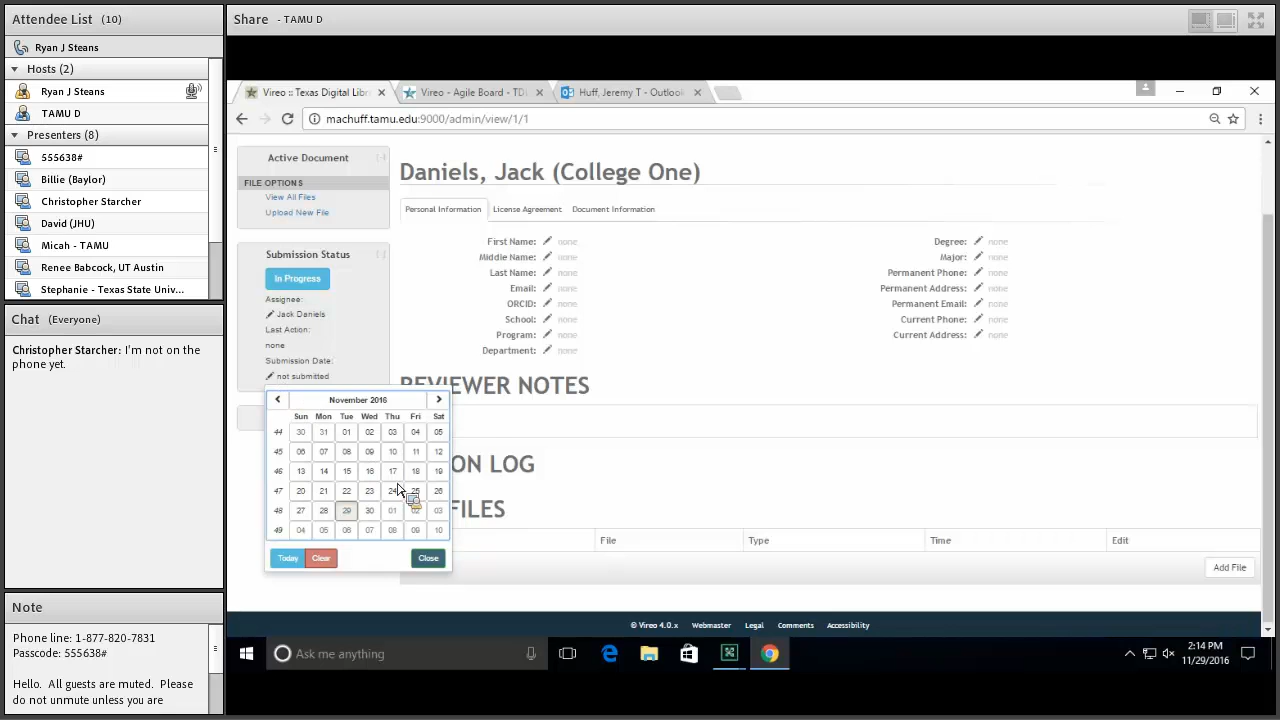 Attendee List (10)
Ryan J Steans
Hosts (2)
Ryan J Steans
TAMU D
Presenters (8)
555638#
Billie (Baylor)
Christopher Starcher
David (JHU)
Micah - TAMU
Renee Babcock, UT Austin
Stephanie - Texas State Univ...
Chat (Everyone)
Christopher Starcher: I'm not on the
phone yet.
Note
Phone line: 1-877-820-7831
Passcode: 555638#
Hello. All guests are muted. Please
do not unmute unless you are
Share - TAMU D
Vireo :: Texas Digital Libr
Vireo - Agile Board - TDL
Huff, Jeremy T - Outlook
machuff.tamu.edu:9000/admin/view/1/1
Active Document
FILE OPTIONS
View All Files
Upload New File
Submission Status
In Progress
Assignee:
Jack Daniels
Last Action:
none
Submission Date:
not submitted
Daniels, Jack (College One)
Personal Information License Agreement Document Information
First Name: none
Middle Name: none
Last Name: none
Email: none
ORCID: none
School: none
Program: none
Department: none
Degree: none
Major: none
Permanent Phone: none
Permanent Address: none
Permanent Email: none
Current Phone: none
Current Address: none
REVIEWER NOTES
ON LOG
FILES
File Type Time Edit
Add File
November 2016
Sun Mon Tue Wed Thu Fri Sat
44 30 31 01 02 03 04 05
45 06 07 08 09 10 11 12
46 13 14 15 16 17 18 19
47 20 21 22 23 24 25 26
48 27 28 29 30 01 02 03
49 04 05 06 07 08 09 10
Today Clear Close
© Vireo 4.0.x Webmaster Legal Comments Accessibility
Ask me anything
2:14 PM
11/29/2016